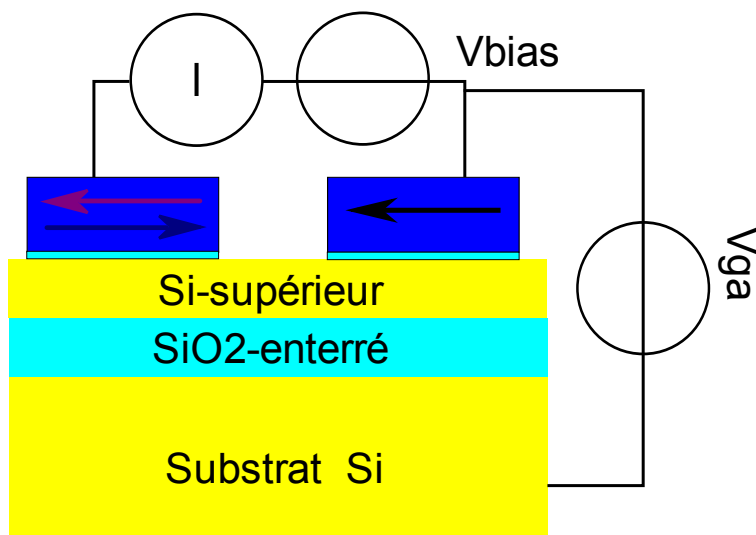 I
Vbias
Vga
Si-supérieur
SiO2-enterré
Substrat Si